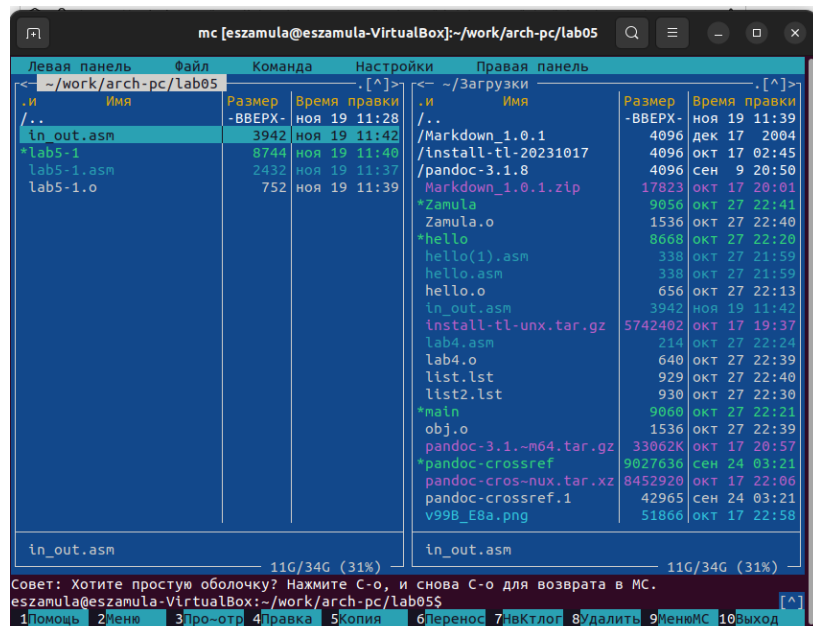 mc [eszamula@eszamula-VirtualBox]:~/work/arch-pc/lab05
Левая панель Файл Команда Настройки Правая панель
<— ~/work/arch-pc/lab05 .[^]> <— ~/Загрузки .[^]>
.и Имя Размер Время правки .и Имя Размер Время правки
/.. -ВВЕРХ- ноя 19 11:28 /.. -ВВЕРХ- ноя 19 11:39
in_out.asm 3942 ноя 19 11:42 /Markdown_1.0.1 4096 дек 17 2004
*lab5-1 8744 ноя 19 11:40 /install-tl-20231017 4096 окт 17 02:45
lab5-1.asm 2432 ноя 19 11:37 /pandoc-3.1.8 4096 сен 9 20:50
lab5-1.o 752 ноя 19 11:39 Markdown_1.0.1.zip 17823 окт 17 20:01
*Zamula 9056 окт 27 22:41
Zamula.o 1536 окт 27 22:40
*hello 8668 окт 27 22:20
hello(1).asm 338 окт 27 21:59
hello.asm 338 окт 27 21:59
hello.o 656 окт 27 22:13
in_out.asm 3942 ноя 19 11:42
install-tl-unx.tar.gz 5742402 окт 17 19:37
lab4.asm 214 окт 27 22:24
lab4.o 640 окт 27 22:39
list.lst 929 окт 27 22:40
list2.lst 930 окт 27 22:30
*main 9060 окт 27 22:21
obj.o 1536 окт 27 22:39
pandoc-3.1.~m64.tar.gz 33062K окт 17 20:57
*pandoc-crossref 9027636 сен 24 03:21
pandoc-cros~nux.tar.xz 8452920 окт 17 22:06
pandoc-crossref.1 42965 сен 24 03:21
v99B_E8a.png 51866 окт 17 22:58
in_out.asm in_out.asm
11G/34G (31%) 11G/34G (31%)
Совет: Хотите простую оболочку? Нажмите C-o, и снова C-o для возврата в MC.
eszamula@eszamula-VirtualBox:~/work/arch-pc/lab05$ [^]
1Помощь 2Меню 3Про~отр 4Правка 5Копия 6Перенос 7НвКтлог 8Удалить 9МенюMC 10Выход